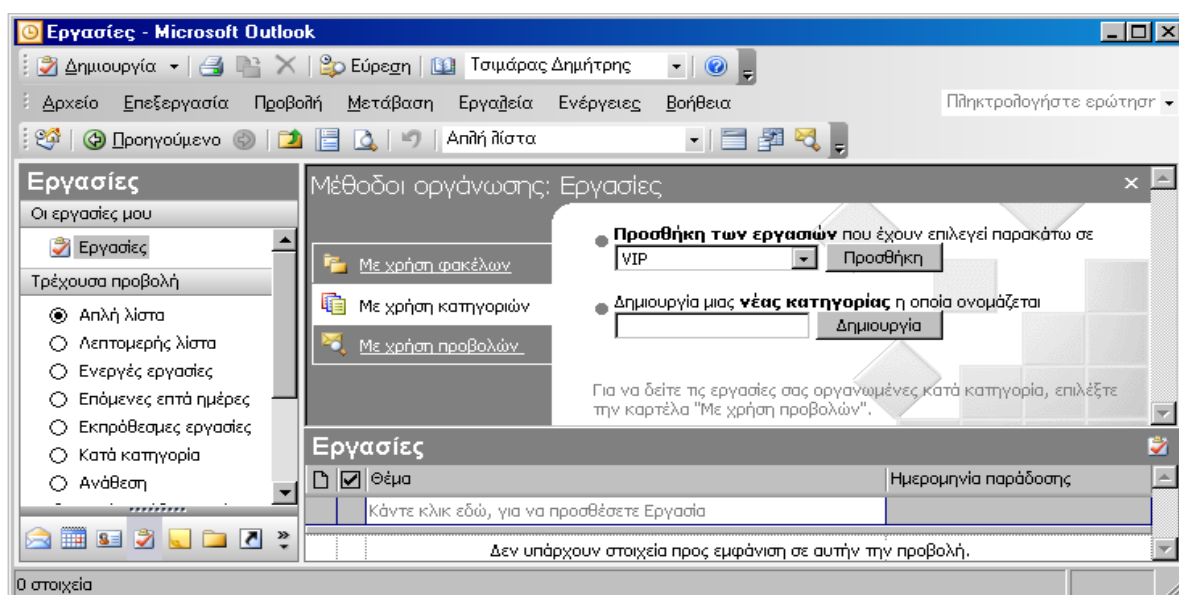 Εργασίες - Microsoft Outlook
Δημιουργία Εύρεση Τσιμάρας Δημήτρης
Αρχείο Επεξεργασία Προβολή Μετάβαση Εργαλεία Ενέργειες Βοήθεια Πληκτρολογήστε ερώτησr
Προηγούμενο Απλή λίστα
Εργασίες
Οι εργασίες μου
Εργασίες
Τρέχουσα προβολή
Απλή λίστα
Λεπτομερής λίστα
Ενεργές εργασίες
Επόμενες επτά ημέρες
Εκπρόθεσμες εργασίες
Κατά κατηγορία
Ανάθεση
Μέθοδοι οργάνωσης: Εργασίες
Με χρήση φακέλων
Με χρήση κατηγοριών
Με χρήση προβολών
Προσθήκη των εργασιών που έχουν επιλεγεί παρακάτω σε
VIP Προσθήκη
Δημιουργία μιας νέας κατηγορίας η οποία ονομάζεται
Δημιουργία
Για να δείτε τις εργασίες σας οργανωμένες κατά κατηγορία, επιλέξτε
την καρτέλα "Με χρήση προβολών".
Εργασίες
Θέμα Ημερομηνία παράδοσης
Κάντε κλικ εδώ, για να προσθέσετε Εργασία
Δεν υπάρχουν στοιχεία προς εμφάνιση σε αυτήν την προβολή.
0 στοιχεία